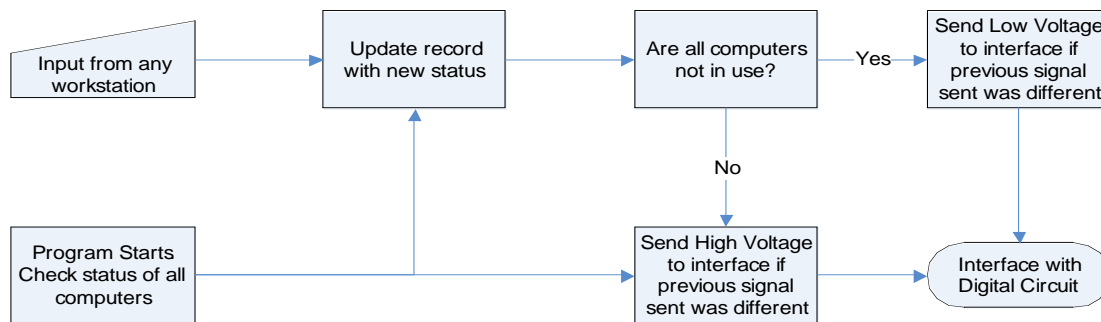 Input from any
workstation
Update record
with new status
Are all computers
not in use?
Yes
Send Low Voltage
to interface if
previous signal
sent was different
No
Program Starts
Check status of all
computers
Send High Voltage
to interface if
previous signal
sent was different
Interface with
Digital Circuit